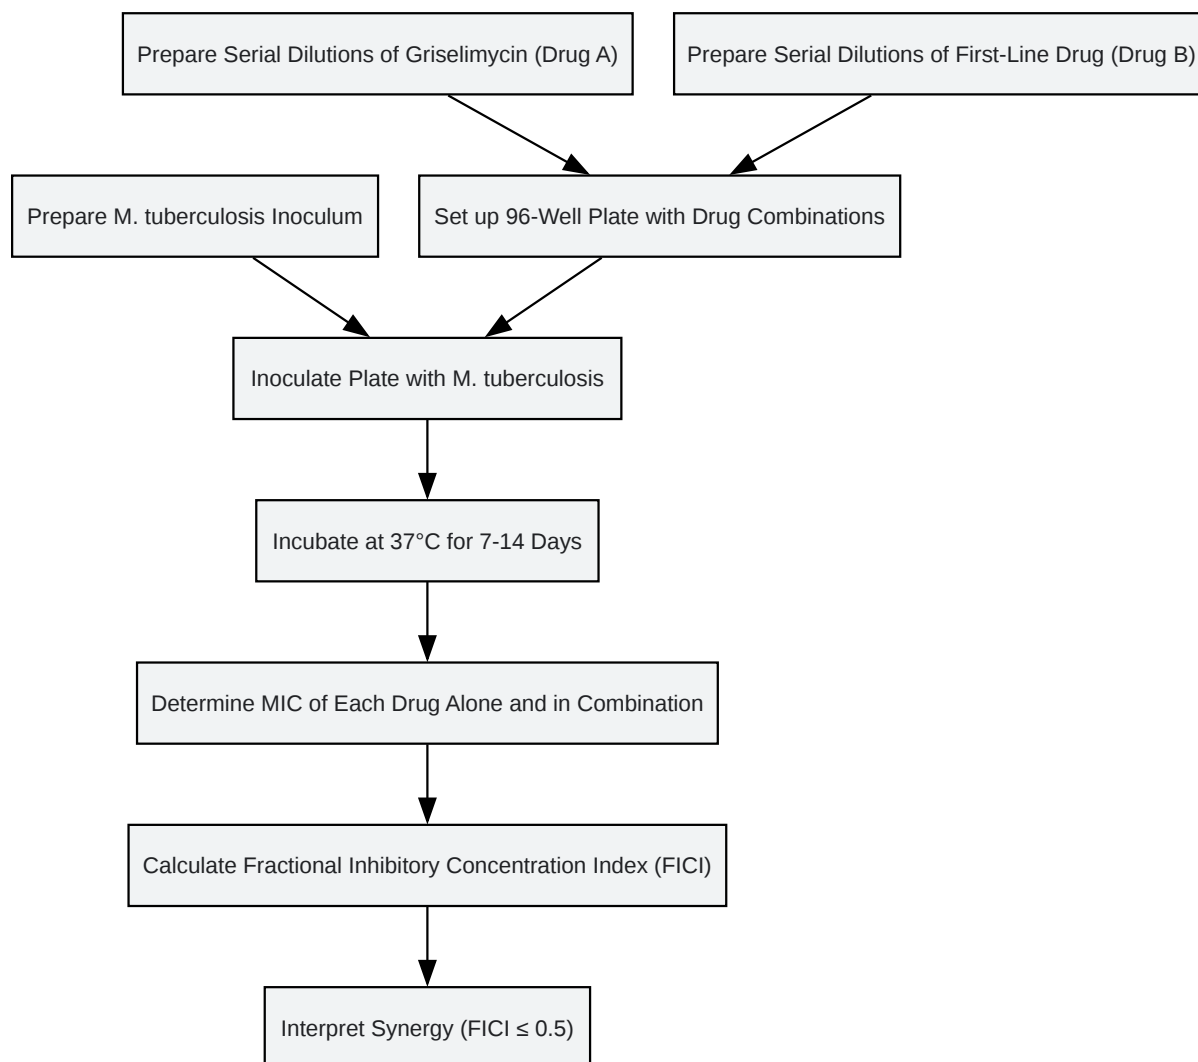 Prepare Serial Dilutions of Griselimycin (Drug A)
Prepare Serial Dilutions of First-Line Drug (Drug B)
Prepare M. tuberculosis Inoculum
Set up 96-Well Plate with Drug Combinations
Inoculate Plate with M. tuberculosis
Incubate at 37°C for 7-14 Days
Determine MIC of Each Drug Alone and in Combination
Calculate Fractional Inhibitory Concentration Index (FICI)
Interpret Synergy (FICI ≤ 0.5)